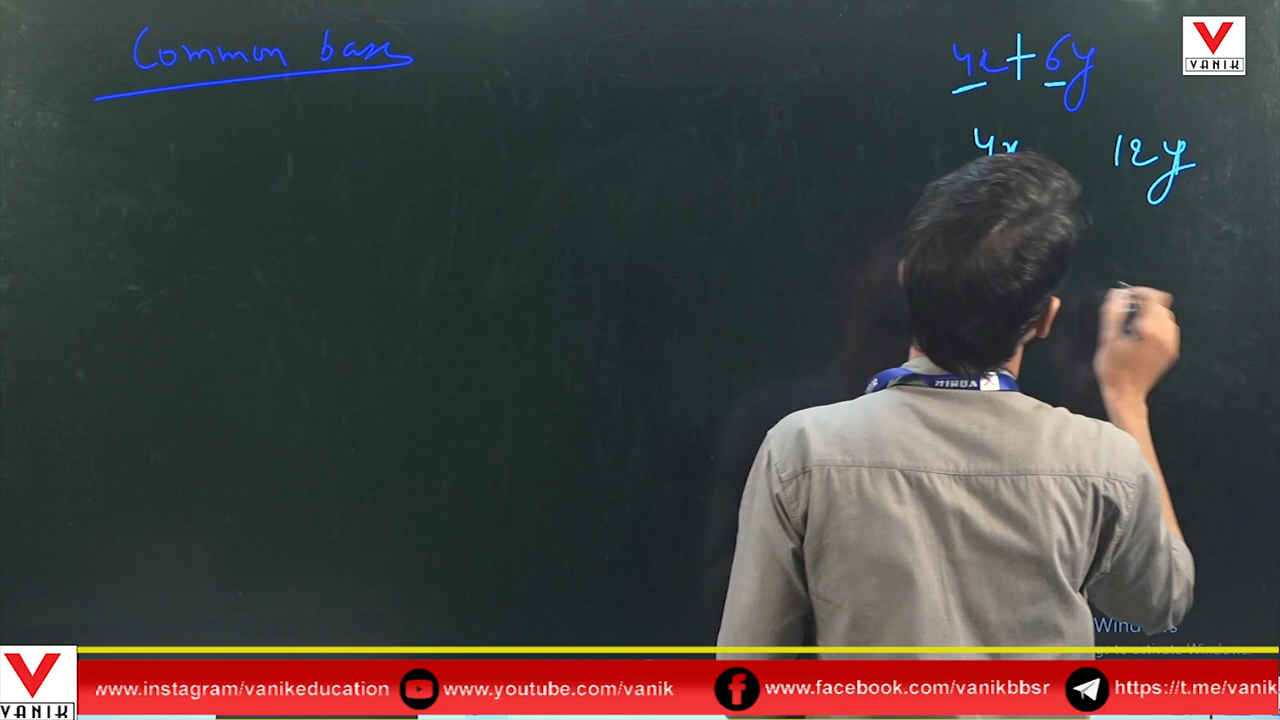 Common base
4x + 6y
VANIK
4x 12y
VANIK
www.instagram/vanikeducation
www.youtube.com/vanik
www.facebook.com/vanikbbsr
https://t.me/vanik
VANIK